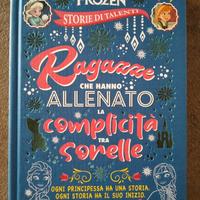 FROZEN
STORIE DI TALENTI
Ragazze
CHE HANNO
ALLENATO
LA
complicità
TRA
sorelle
OGNI PRINCIPESSA HA UNA STORIA.
OGNI STORIA HA IL SUO INIZIO.